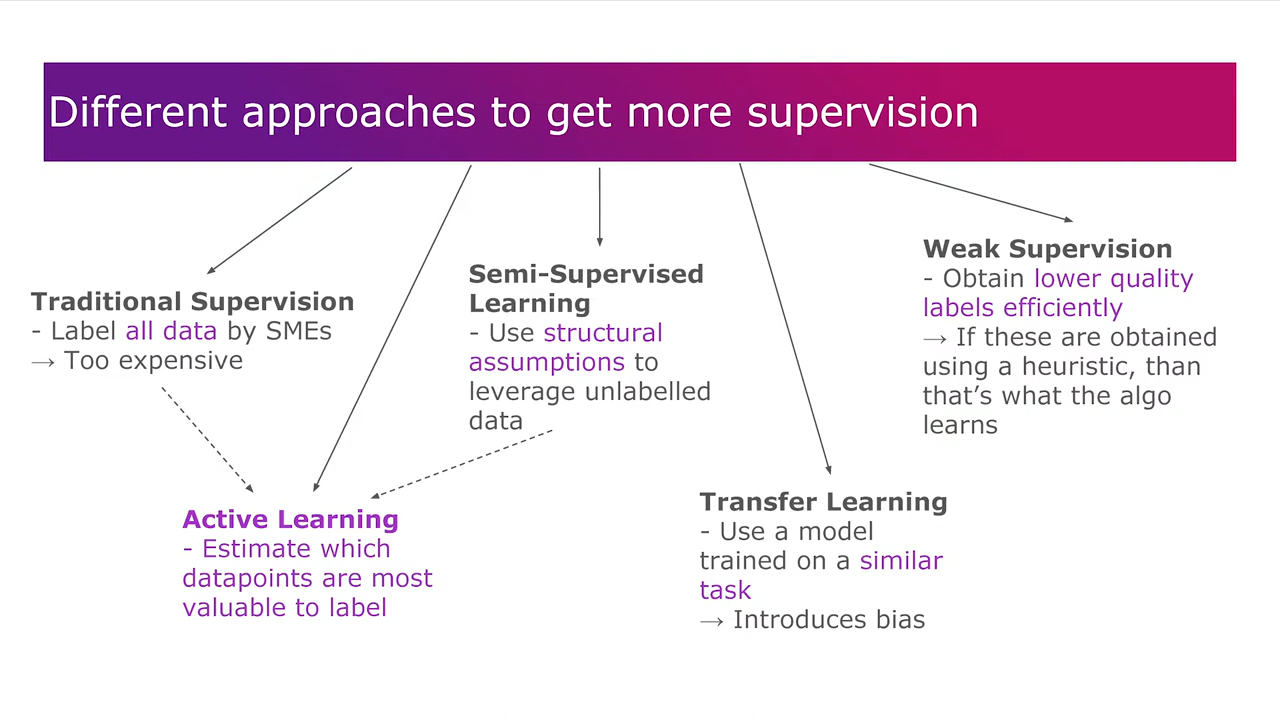 Different approaches to get more supervision
Traditional Supervision
- Label all data by SMEs
→ Too expensive
Active Learning
- Estimate which
datapoints are most
valuable to label
Semi-Supervised
Learning
- Use structural
assumptions to
leverage unlabelled
data
Transfer Learning
- Use a model
trained on a similar
task
→ Introduces bias
Weak Supervision
- Obtain lower quality
labels efficiently
→ If these are obtained
using a heuristic, than
that’s what the algo
learns